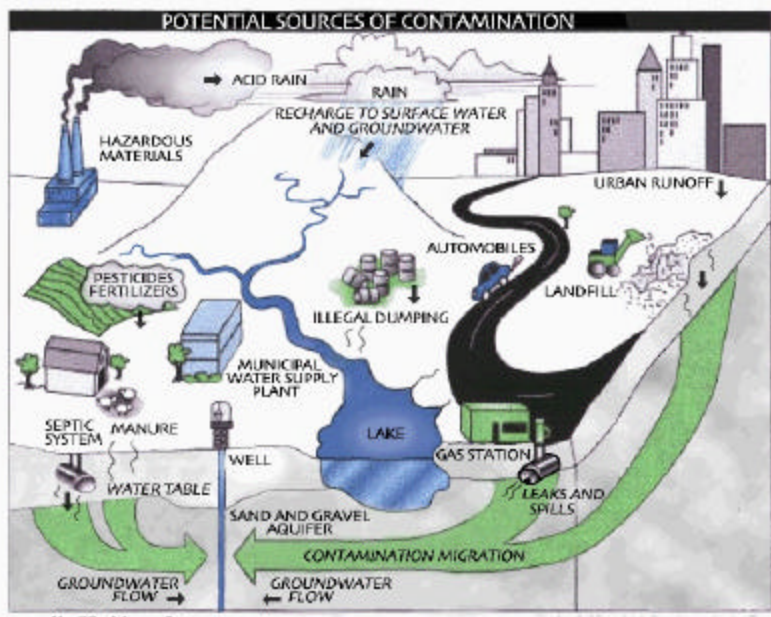 POTENTIAL SOURCES OF CONTAMINATION
ACID RAIN
RAIN
RECHARGE TO SURFACE WATER
AND GROUNDWATER
HAZARDOUS
MATERIALS
URBAN RUNOFF
AUTOMOBILES
PESTICIDES
FERTILIZERS
LANDFILL
ILLEGAL DUMPING
MUNICIPAL
WATER SUPPLY
PLANT
SEPTIC
SYSTEM
MANURE
LAKE
WELL
GAS STATION
WATER TABLE
LEAKS AND
SPILLS
SAND AND GRAVEL
AQUIFER
CONTAMINATION MIGRATION
GROUNDWATER
FLOW
GROUNDWATER
FLOW